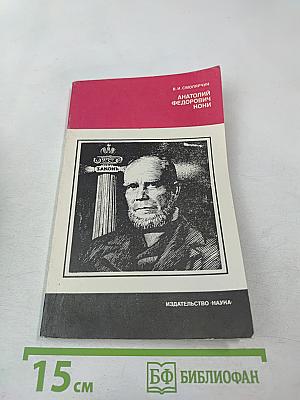 В. И. СМОЛЯРЧУК
АНАТОЛИЙ
ФЕДОРОВИЧ
КОНИ
ЗАКОНЪ
ИЗДАТЕЛЬСТВО «НАУКА»
15 см
БФ БИБЛИОФАН